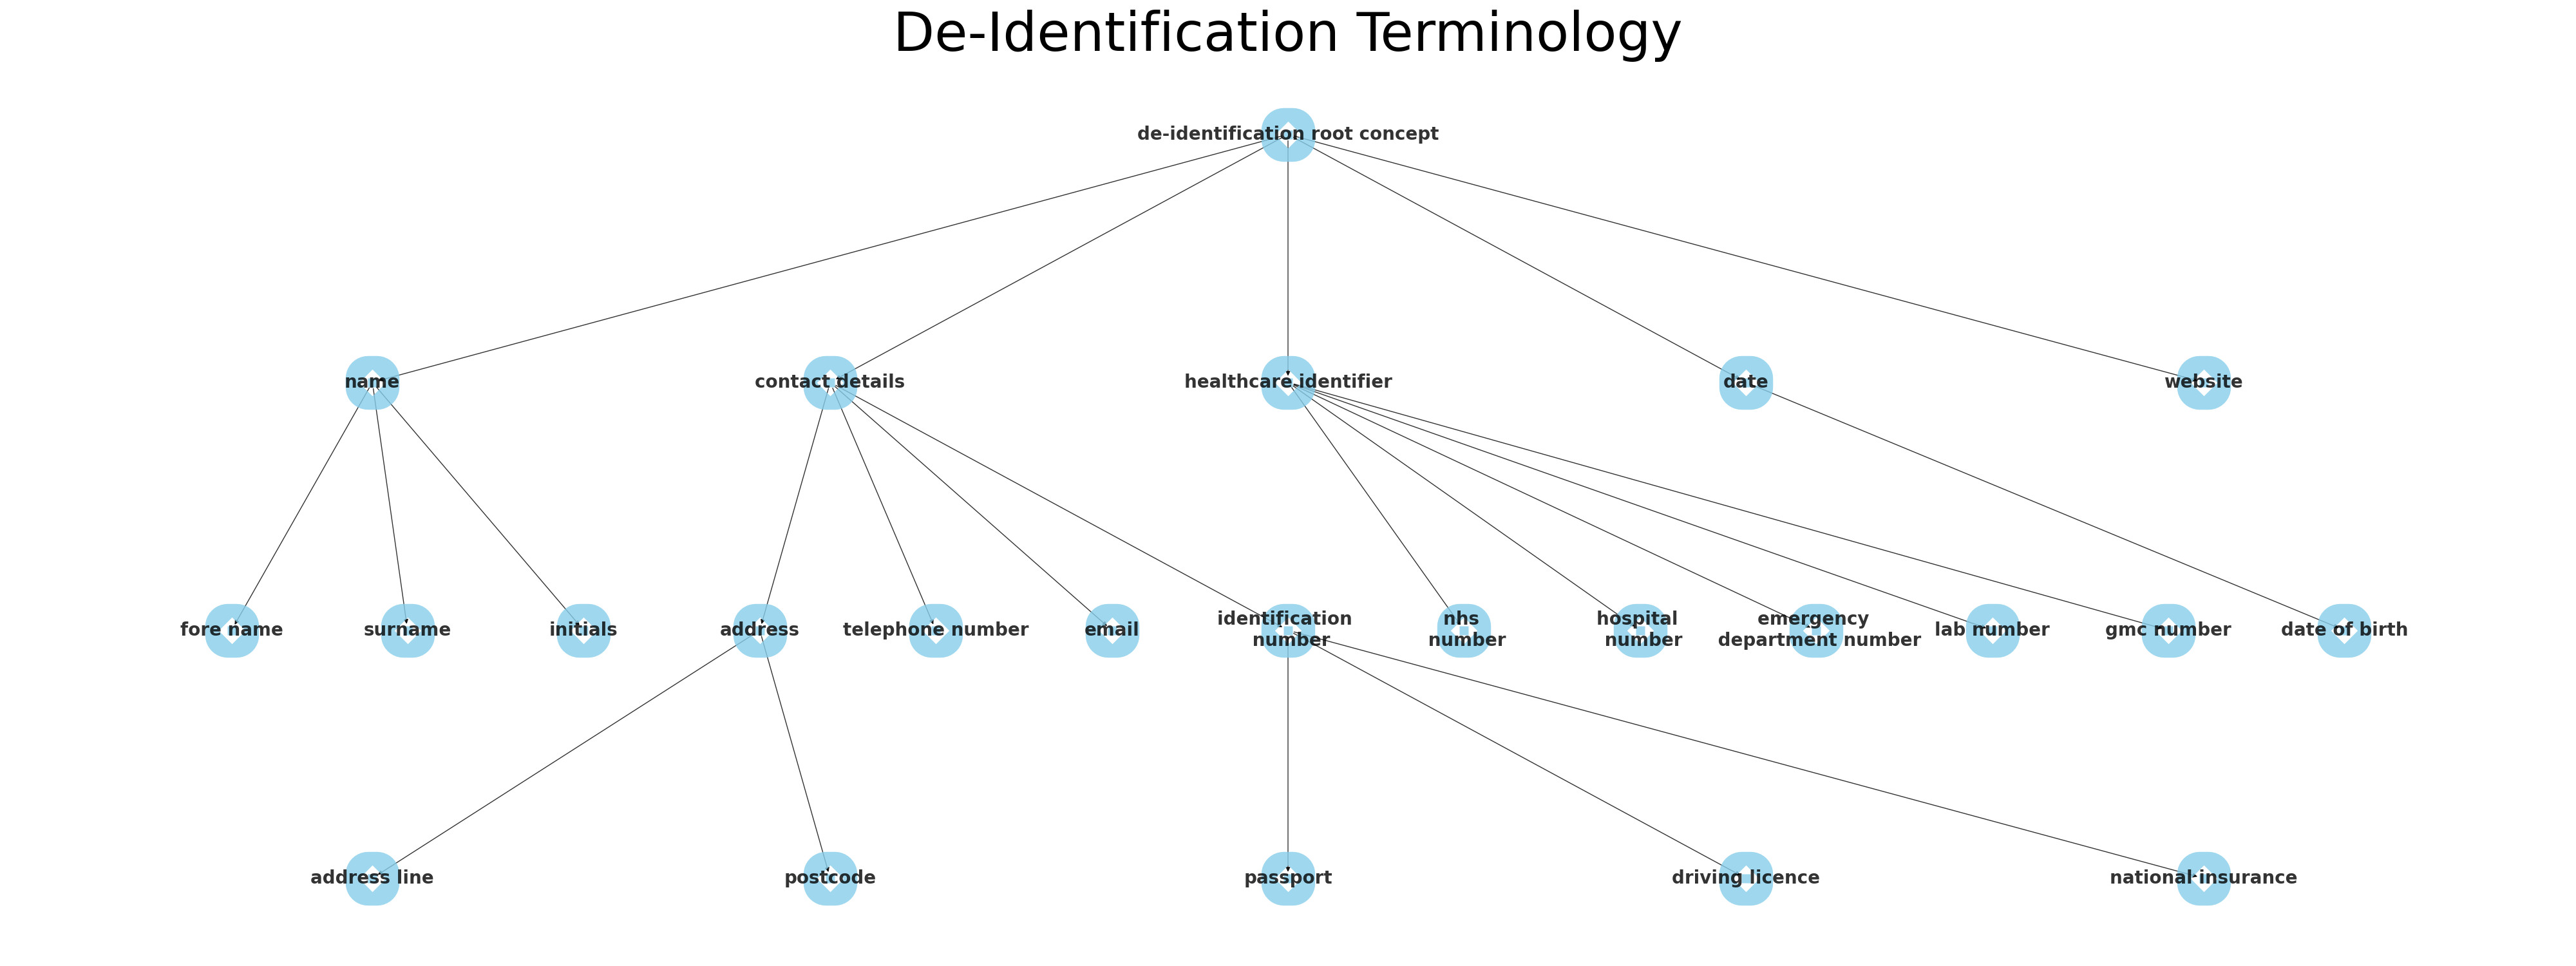 De-Identification Terminology
de-identification root concept
name
contact details
healthcare identifier
date
website
fore name
surname
initials
address
telephone number
email
identification
number
nhs
number
hospital
number
emergency
department number
lab number
gmc number
date of birth
address line
postcode
passport
driving licence
national insurance